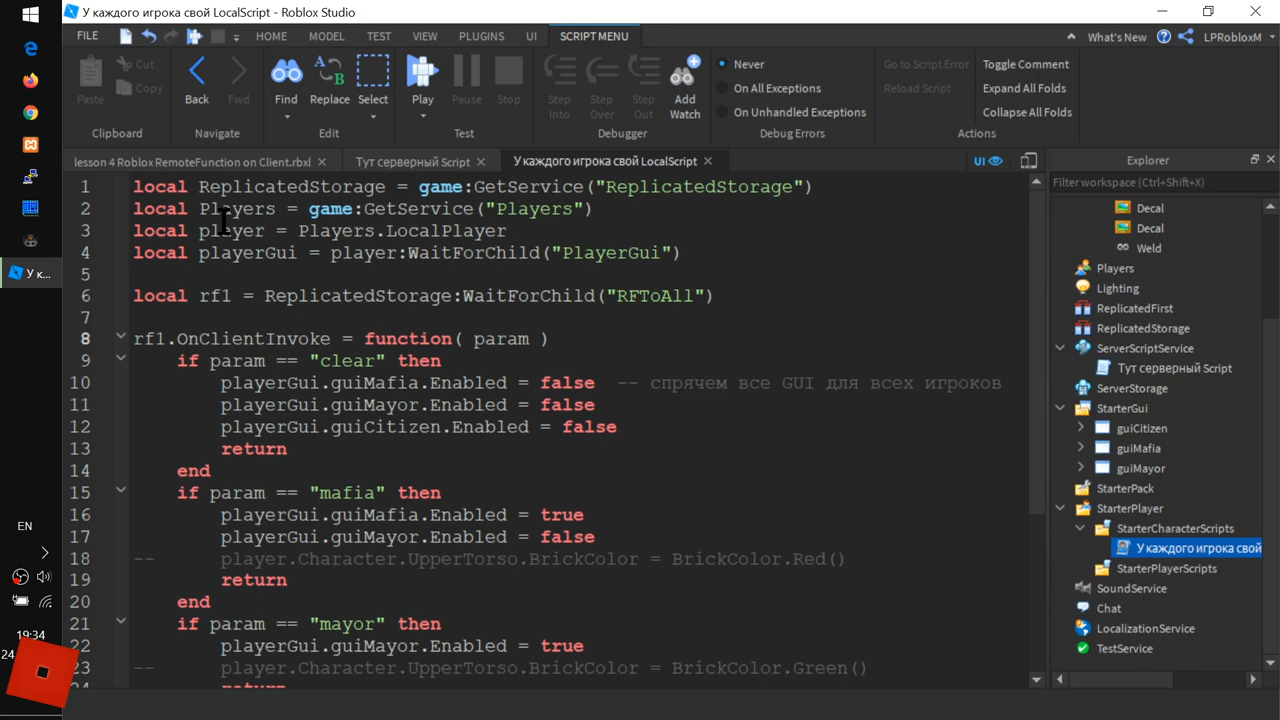 У каждого игрока свой LocalScript - Roblox Studio
FILE HOME MODEL TEST VIEW PLUGINS UI SCRIPT MENU What's New LPRobloxM
Paste Cut Copy Back Fwd Find Replace Select Play Pause Stop Step Into Step Over Step Out Add Watch
Never
On All Exceptions
On Unhandled Exceptions
Go to Script Error
Reload Script
Toggle Comment
Expand All Folds
Collapse All Folds
Clipboard Navigate Edit Test Debugger Debug Errors Actions
lesson 4 Roblox RemoteFunction on Client.rbxl Тут серверный Script У каждого игрока свой LocalScript UI
1 local ReplicatedStorage = game:GetService("ReplicatedStorage")
2 local Players = game:GetService("Players")
3 local player = Players.LocalPlayer
4 local playerGui = player:WaitForChild("PlayerGui")
5
6 local rf1 = ReplicatedStorage:WaitForChild("RFToAll")
7
8 rf1.OnClientInvoke = function( param )
9 if param == "clear" then
10 playerGui.guiMafia.Enabled = false -- спрячем все GUI для всех игроков
11 playerGui.guiMayor.Enabled = false
12 playerGui.guiCitizen.Enabled = false
13 return
14 end
15 if param == "mafia" then
16 playerGui.guiMafia.Enabled = true
17 playerGui.guiMayor.Enabled = false
18 -- player.Character.UpperTorso.BrickColor = BrickColor.Red()
19 return
20 end
21 if param == "mayor" then
22 playerGui.guiMayor.Enabled = true
23 -- player.Character.UpperTorso.BrickColor = BrickColor.Green()
24 return
Explorer
Filter workspace (Ctrl+Shift+X)
Decal
Decal
Weld
Players
Lighting
ReplicatedFirst
ReplicatedStorage
ServerScriptService
Тут серверный Script
ServerStorage
StarterGui
guiCitizen
guiMafia
guiMayor
StarterPack
StarterPlayer
StarterCharacterScripts
У каждого игрока свой
StarterPlayerScripts
SoundService
Chat
LocalizationService
TestService
У к...
EN
19:34
24